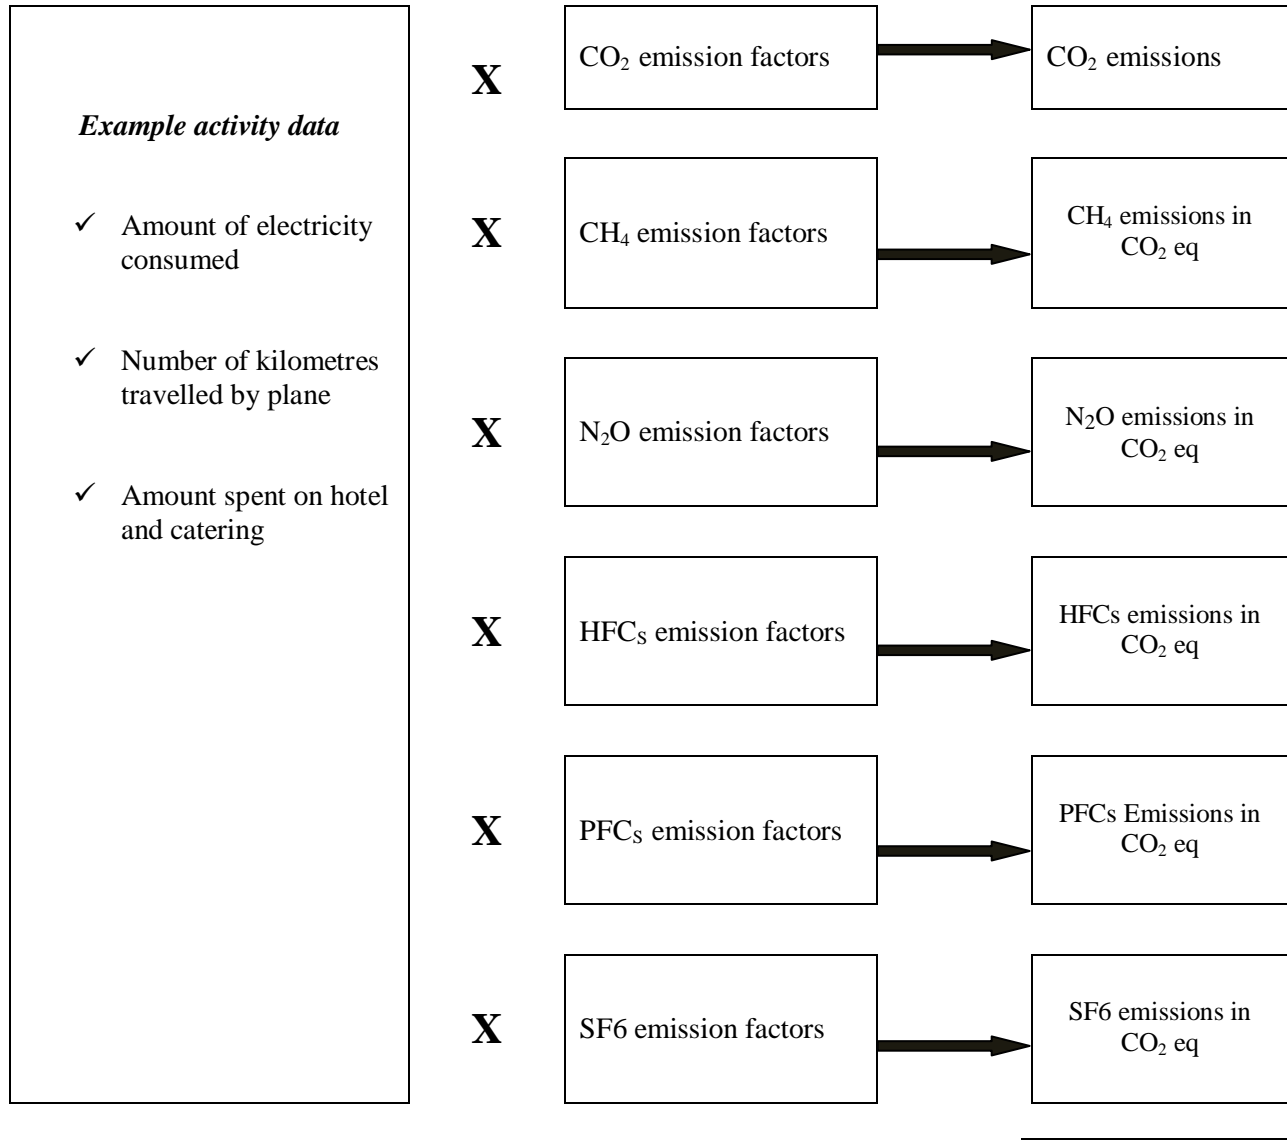 Example activity data
✓ Amount of electricity
consumed
✓ Number of kilometres
travelled by plane
✓ Amount spent on hotel
and catering
X
CO₂ emission factors
CO₂ emissions
X
CH₄ emission factors
CH₄ emissions in
CO₂ eq
X
N₂O emission factors
N₂O emissions in
CO₂ eq
X
HFCS emission factors
HFCs emissions in
CO₂ eq
X
PFCS emission factors
PFCs Emissions in
CO₂ eq
X
SF6 emission factors
SF6 emissions in
CO₂ eq